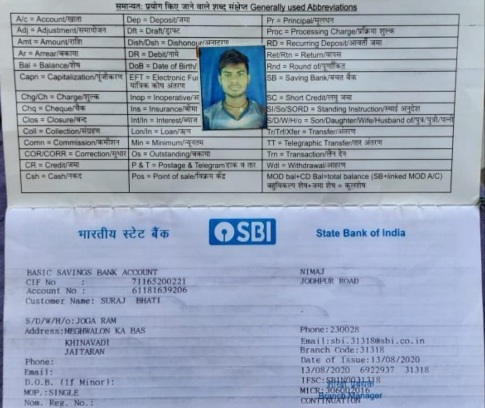 सामान्यतः प्रयोग किए जाने वाले शब्द संक्षेप Generally used Abbreviations
A/c = Account/खाता Dep = Deposit/जमा Pr = Principal/मूलधन
Adj = Adjustment/समायोजन Dft = Draft/ड्राफ्ट Proc = Processing Charge/प्रक्रिया शुल्क
Amt = Amount/राशि Dish/Dsh = Dishonour/अनादरण RD = Recurring Deposit/आवर्ती जमा
Ar = Arrear/बकाया DR = Debit/नामे Ret/Rtn = Return/वापस
Bal = Balance/शेष DoB = Date of Birth/ Rnd = Round of/पूर्णांकित
Capn = Capitalization/पूंजीकरण EFT = Electronic Fu SB = Saving Bank/बचत बैंक
यांत्रिक कोष अंतरण
Chg/Ch = Charge/शुल्क Inop = Inoperative/अ SC = Short Credit/लघु जमा
Chq = Cheque/चैक Ins = Insurance/बीमा SI/So/SORD = Standing Instruction/स्थाई अनुदेश
Clos = Closure/बन्द Int/In = Interest/ब्याज S/D/W/H/o = Son/Daughter/Wife/Husband of/पुत्र/पुत्री/पत्नी
Coll = Collection/संग्रहण Ln/Lon = Loan/ऋण Tr/Trf/Xfer = Transfer/अंतरण
Comn = Commission/कमीशन Min = Minimum/न्यूनतम TT = Telegraphic Transfer/तार अंतरण
COR/CORR = Correction/सुधार Os = Outstanding/बकाया Trn = Transaction/लेन देन
CR = Credit/जमा P & T = Postage & Telegram/डाक व तार Wdl = Withdrawal/आहरण
Csh = Cash/नकद Pos = Point of sale/विक्रय केंद्र MOD bal+CD Bal=total balance (SB+linked MOD A/C)
बहुविकल्प शेष+जमा शेष = कुलशेष
भारतीय स्टेट बैंक SBI State Bank of India
BASIC SAVINGS BANK ACCOUNT NIMAJ
CIF No : 71165200221 JODHPUR ROAD
Account No : 61181639206
Customer Name: SURAJ BHATI
S/D/W/H/o:JOGA RAM
Address:MEGHWALON KA BAS Phone:230028
KHINAVADI Email:sbi.31318@sbi.co.in
JAITARAN Branch Code:31318
Phone: Date of Issue:13/08/2020
Email: 13/08/2020 6922937 31318
D.O.B. (If Minor): IFSC:SBIN0031318
MOP.:SINGLE MICR:306002016
Branch Manager
Nom. Reg. No.: CONTINUATION